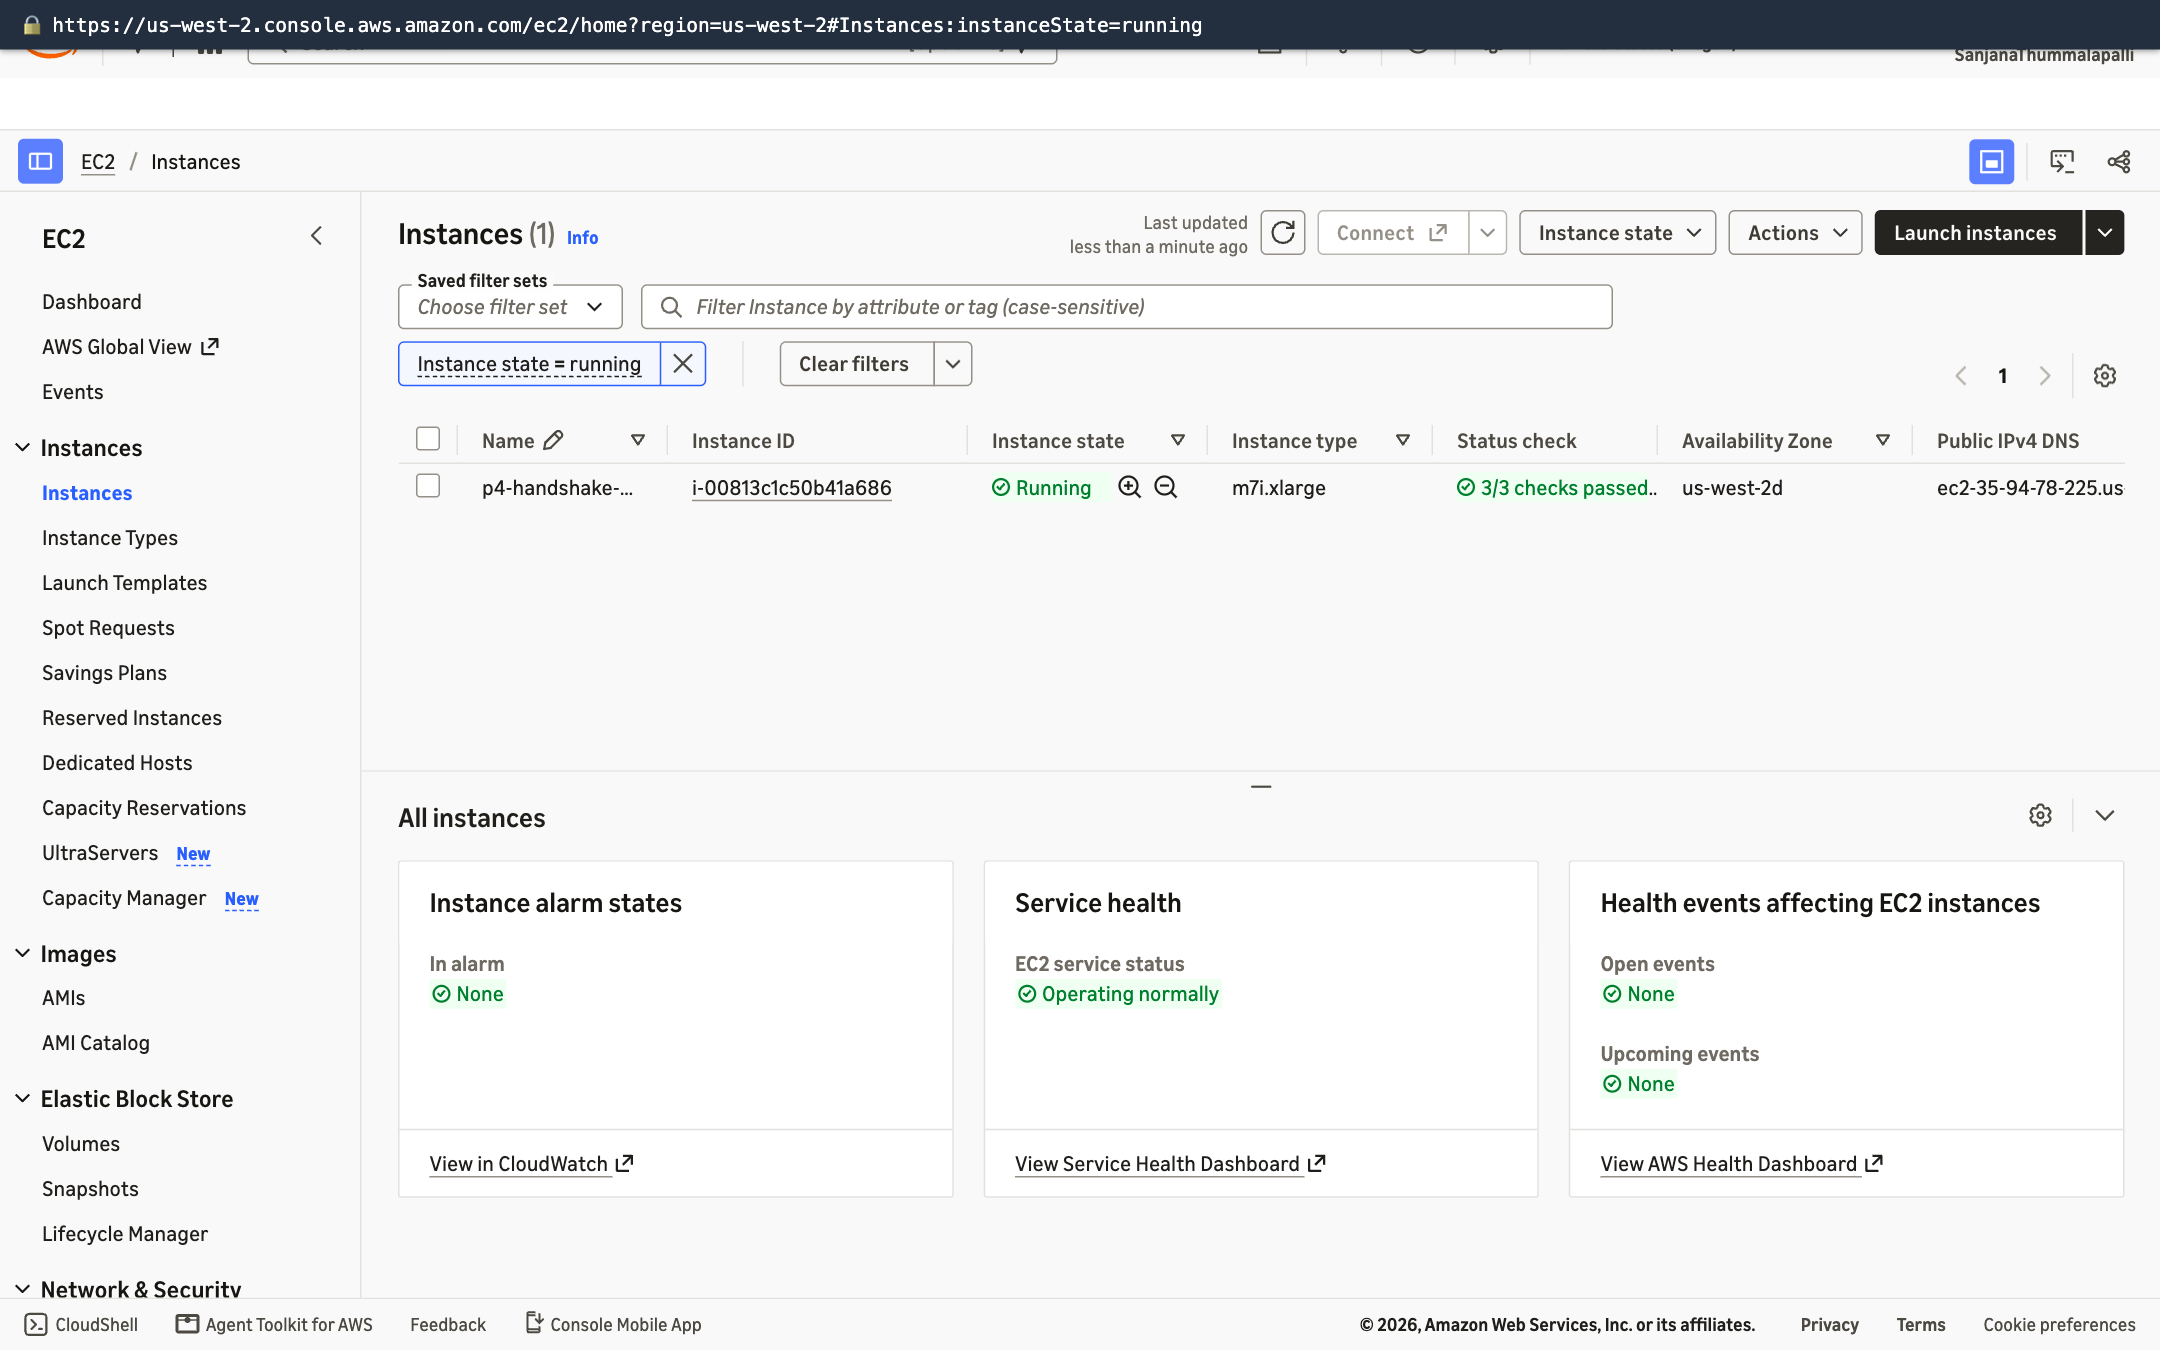 https://us-west-2.console.aws.amazon.com/ec2/home?region=us-west-2#Instances:instanceState=running
SanjanaThummalapalli
EC2 / Instances
EC2
Dashboard
AWS Global View
Events
Instances
Instances
Instance Types
Launch Templates
Spot Requests
Savings Plans
Reserved Instances
Dedicated Hosts
Capacity Reservations
UltraServers New
Capacity Manager New
Images
AMIs
AMI Catalog
Elastic Block Store
Volumes
Snapshots
Lifecycle Manager
Network & Security
Instances (1) Info
Last updated
less than a minute ago
Connect
Instance state
Actions
Launch instances
Saved filter sets
Choose filter set
Filter Instance by attribute or tag (case-sensitive)
Instance state = running
Clear filters
1
Name Instance ID Instance state Instance type Status check Availability Zone Public IPv4 DNS
p4-handshake-... i-00813c1c50b41a686 Running m7i.xlarge 3/3 checks passed.. us-west-2d ec2-35-94-78-225.us
All instances
Instance alarm states
In alarm
None
View in CloudWatch
Service health
EC2 service status
Operating normally
View Service Health Dashboard
Health events affecting EC2 instances
Open events
None
Upcoming events
None
View AWS Health Dashboard
CloudShell Agent Toolkit for AWS Feedback Console Mobile App © 2026, Amazon Web Services, Inc. or its affiliates. Privacy Terms Cookie preferences